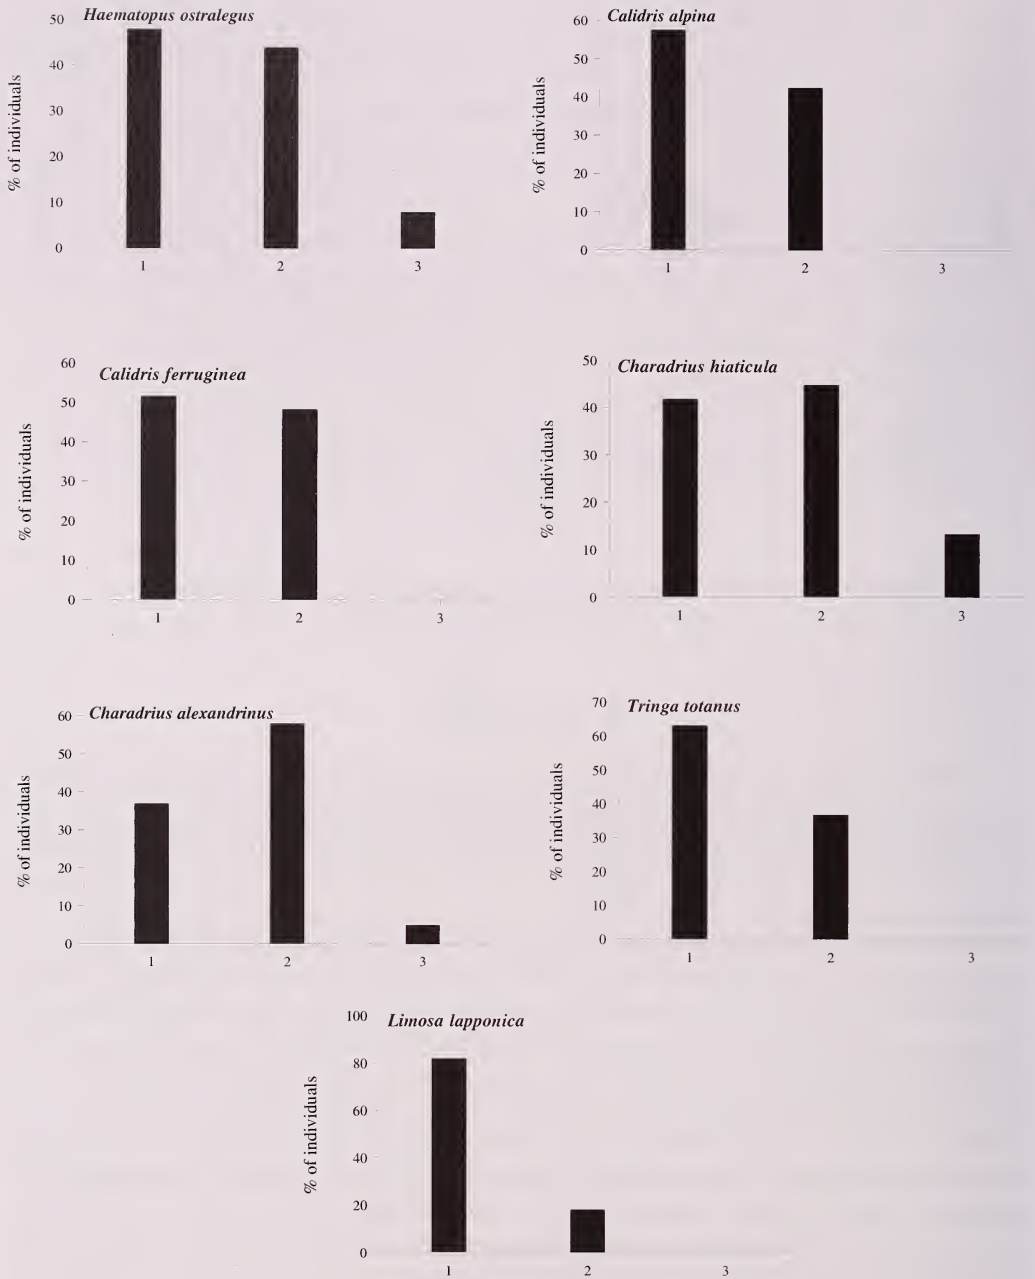 Haematopus ostralegus
% of individuals
50
40
30
20
10
0
1 2 3
Calidris alpina
% of individuals
60
50
40
30
20
10
0
1 2 3
Calidris ferruginea
% of individuals
60
50
40
30
20
10
0
1 2 3
Charadrius hiaticula
% of individuals
50
40
30
20
10
0
1 2 3
Charadrius alexandrinus
% of individuals
60
50
40
30
20
10
0
1 2 3
Tringa totanus
% of individuals
70
60
50
40
30
20
10
0
1 2 3
Limosa lapponica
% of individuals
100
80
60
40
20
0
1 2 3